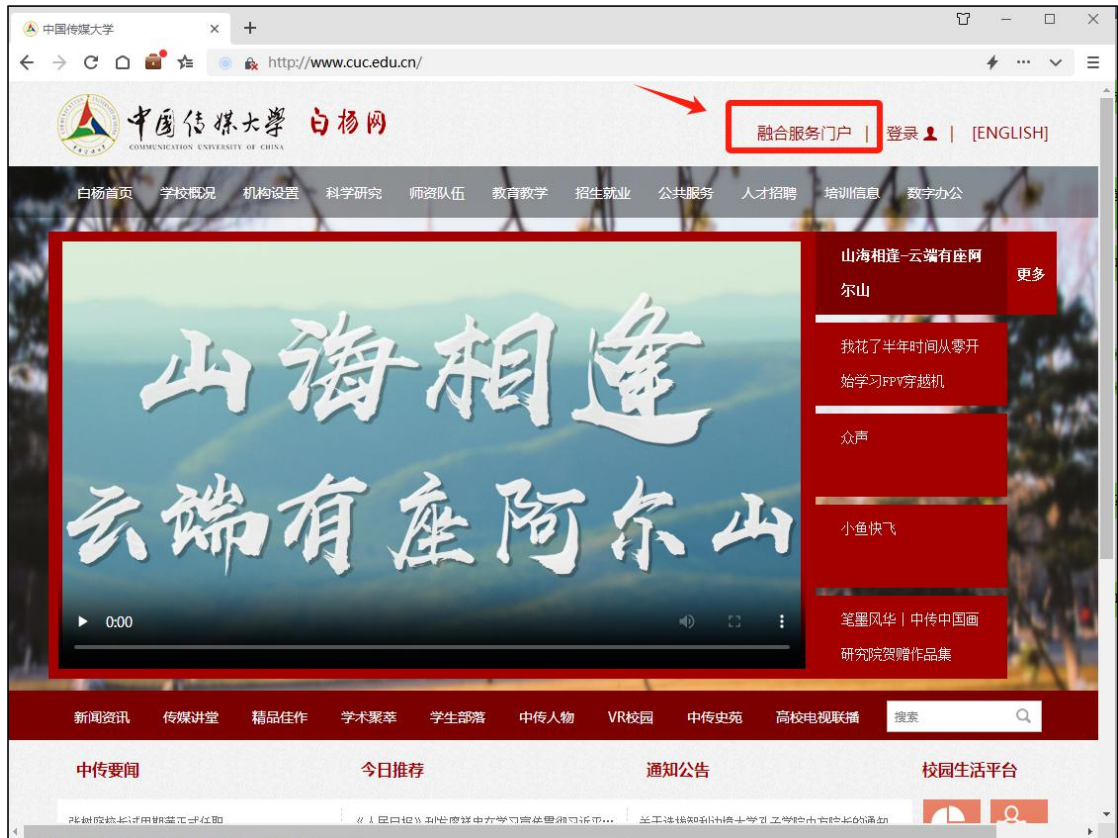 中国传媒大学
http://www.cuc.edu.cn/
中国传媒大學 白杨网
COMMUNICATION UNIVERSITY OF CHINA
融合服务门户 | 登录 | [ENGLISH]
白杨首页 学校概况 机构设置 科学研究 师资队伍 教育教学 招生就业 公共服务 人才招聘 培训信息 数字办公
山海相逢
云端有座阿尔山
0:00
山海相逢-云端有座阿
尔山
更多
我花了半年时间从零开
始学习FPV穿越机
众声
小鱼快飞
笔墨风华 | 中传中国画
研究院贺赠作品集
新闻资讯 传媒讲堂 精品佳作 学术聚萃 学生部落 中传人物 VR校园 中传史苑 高校电视联播 搜索
中传要闻 今日推荐 通知公告 校园生活平台